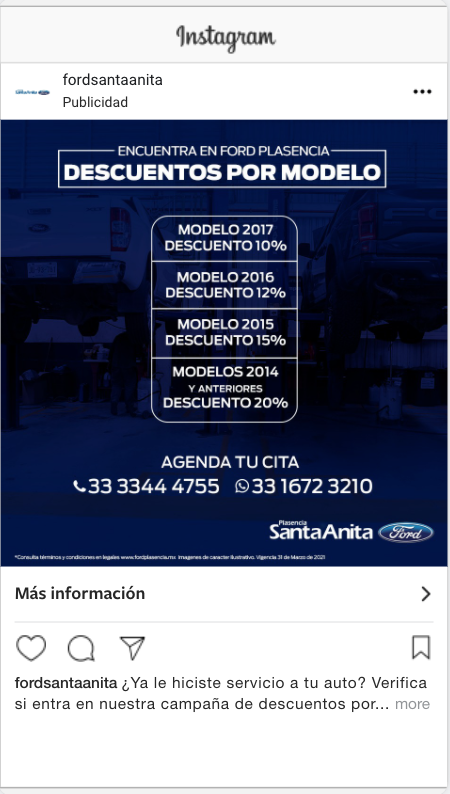 Instagram
fordsantaanita
Publicidad
ENCUENTRA EN FORD PLASENCIA
DESCUENTOS POR MODELO
MODELO 2017
DESCUENTO 10%
MODELO 2016
DESCUENTO 12%
MODELO 2015
DESCUENTO 15%
MODELOS 2014
Y ANTERIORES
DESCUENTO 20%
AGENDA TU CITA
33 3344 4755 33 1672 3210
Plasencia
SantaAnita Ford
*Consulta términos y condiciones en legales www.fordplasencia.mx Imagenes de caracter ilustrativo. Vigencia 31 de Marzo de 2021
Más información
fordsantaanita ¿Ya le hiciste servicio a tu auto? Verifica
si entra en nuestra campaña de descuentos por... more